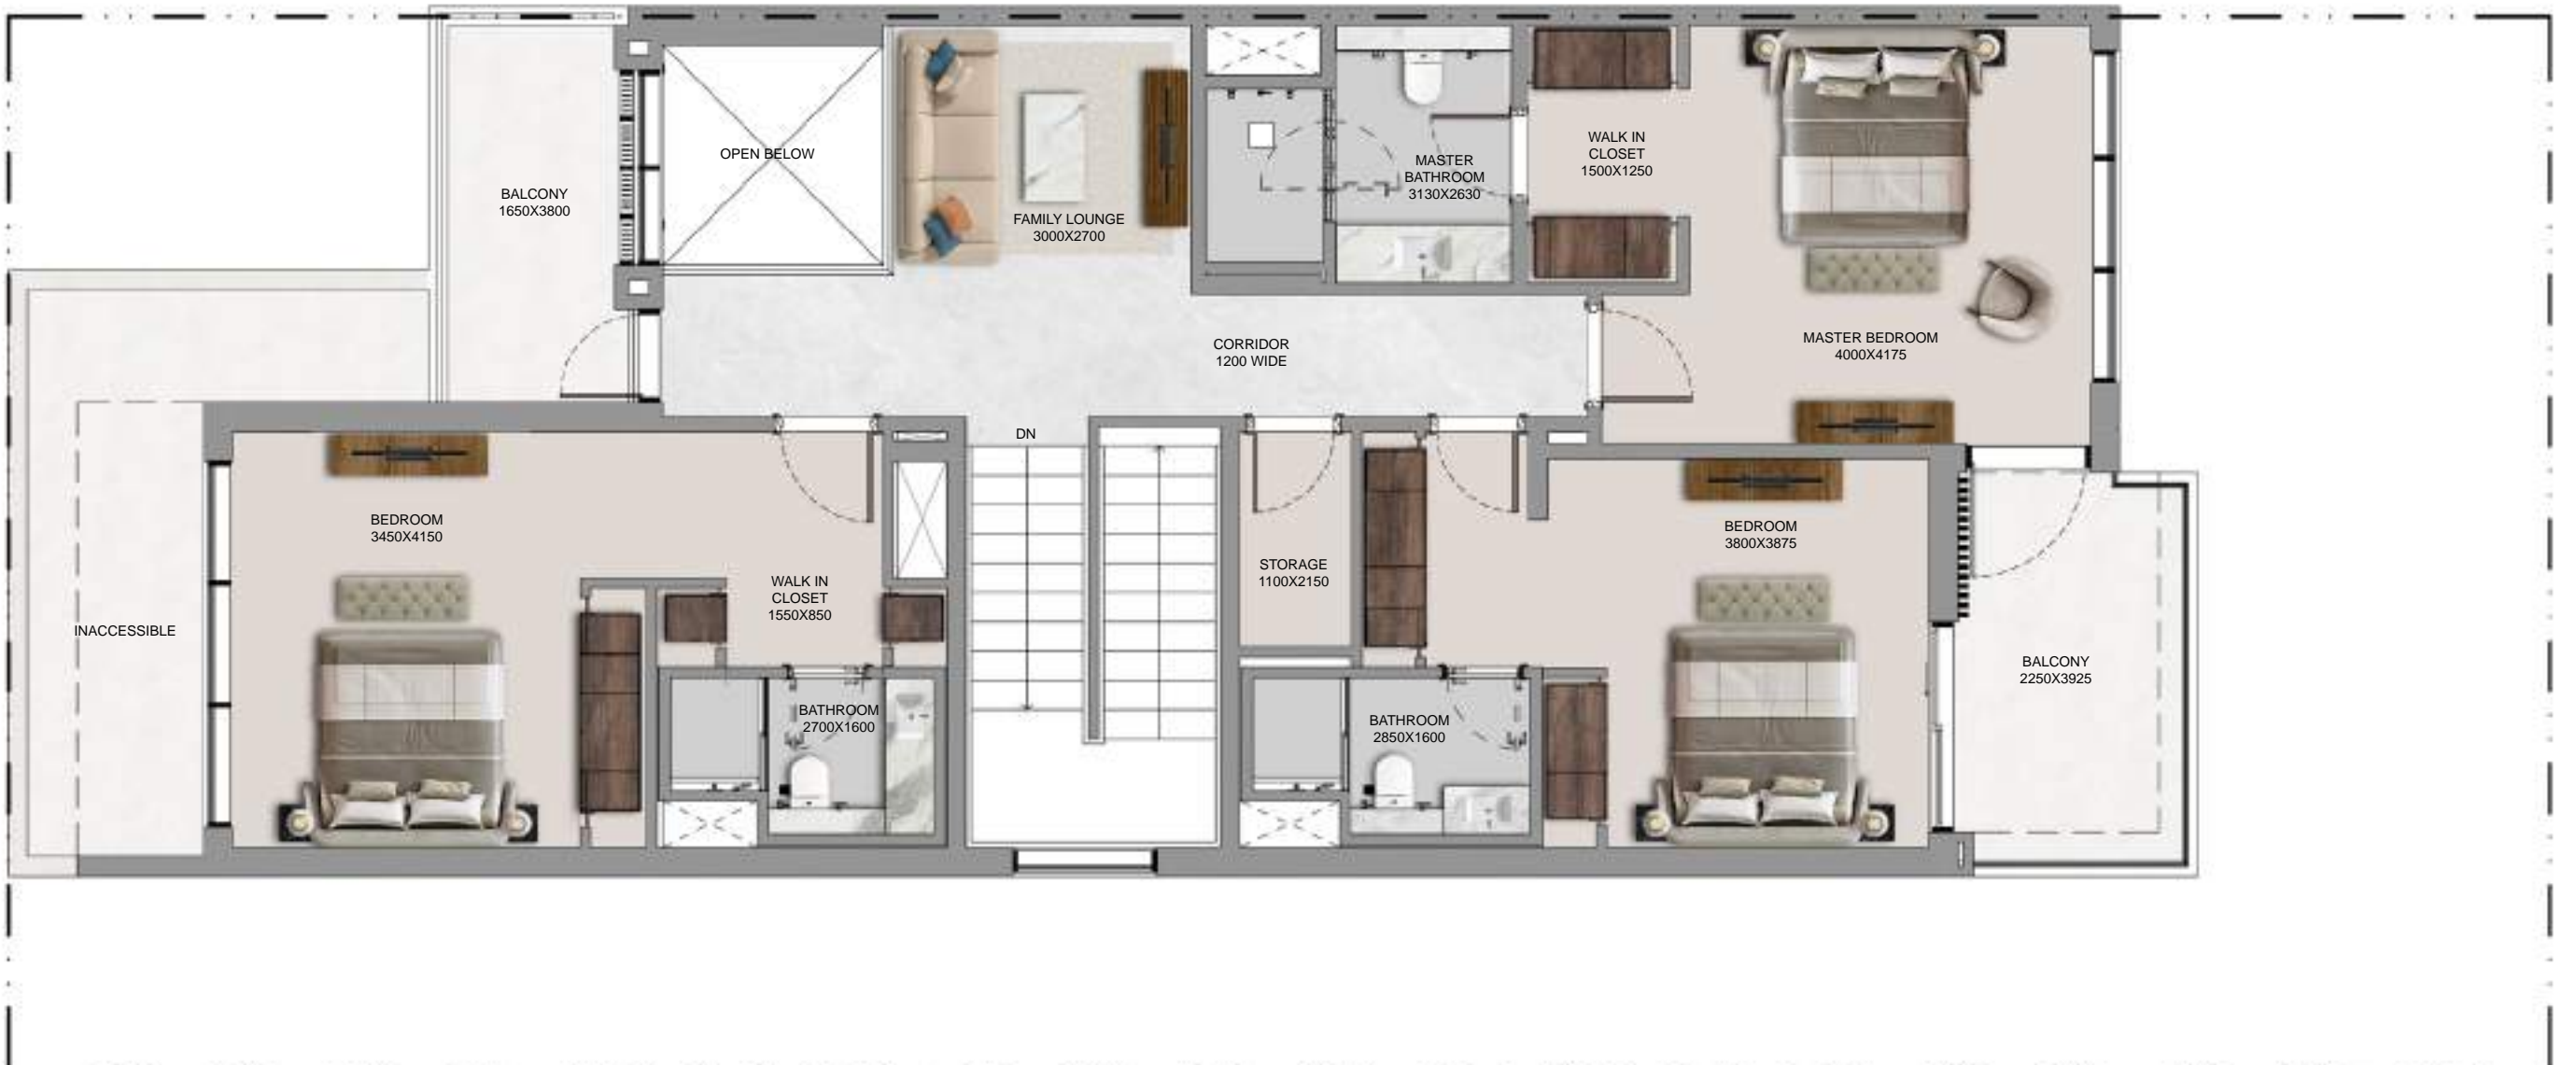 OPEN BELOW
BALCONY
1650X3800
FAMILY LOUNGE
3000X2700
MASTER
BATHROOM
3130X2630
WALK IN
CLOSET
1500X1250
CORRIDOR
1200 WIDE
MASTER BEDROOM
4000X4175
DN
BEDROOM
3450X4150
WALK IN
CLOSET
1550X850
STORAGE
1100X2150
BEDROOM
3800X3875
INACCESSIBLE
BATHROOM
2700X1600
BATHROOM
2850X1600
BALCONY
2250X3925